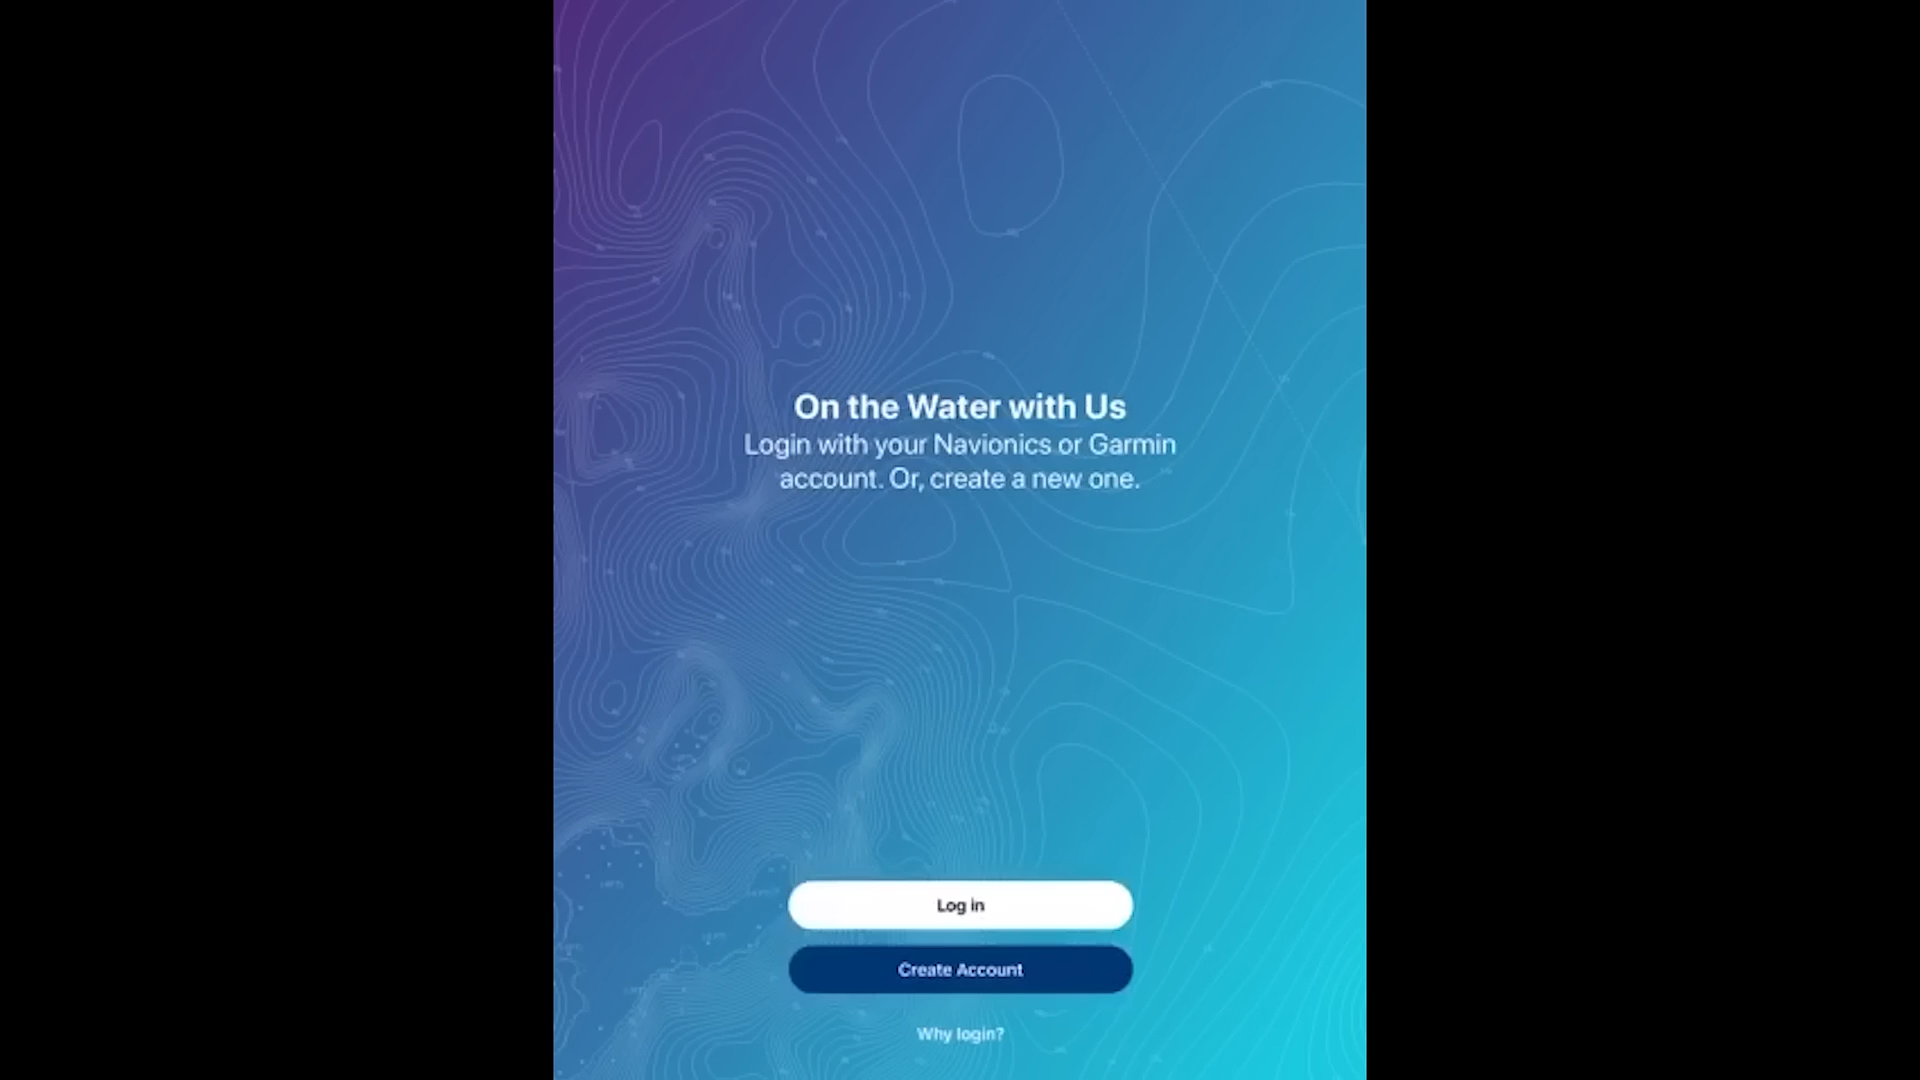 On the Water with Us
Login with your Navionics or Garmin
account. Or, create a new one.
Log in
Create Account
Why login?